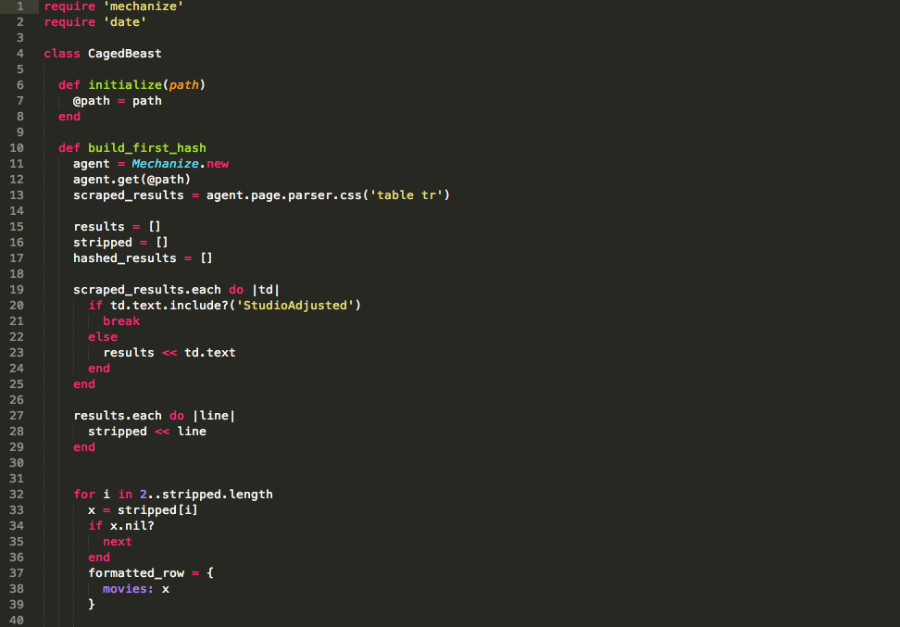 1 require 'mechanize'
2 require 'date'
3
4 class CagedBeast
5
6 def initialize(path)
7 @path = path
8 end
9
10 def build_first_hash
11 agent = Mechanize.new
12 agent.get(@path)
13 scraped_results = agent.page.parser.css('table tr')
14
15 results = []
16 stripped = []
17 hashed_results = []
18
19 scraped_results.each do |td|
20 if td.text.include?('StudioAdjusted')
21 break
22 else
23 results << td.text
24 end
25 end
26
27 results.each do |line|
28 stripped << line
29 end
30
31
32 for i in 2..stripped.length
33 x = stripped[i]
34 if x.nil?
35 next
36 end
37 formatted_row = {
38 movies: x
39 }
40